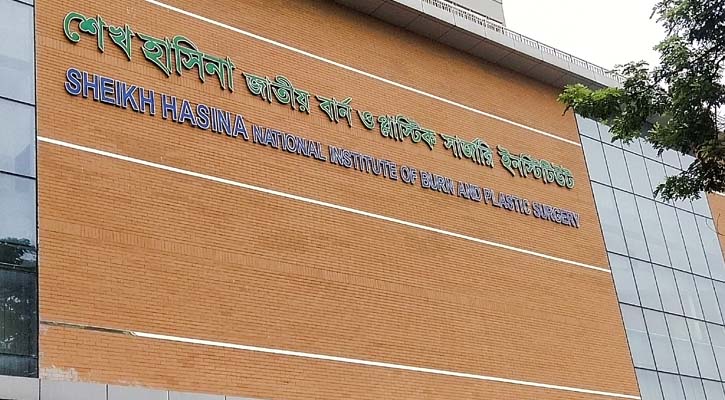 শেখ হাসিনা জাতীয় বার্ন ও প্লাস্টিক সার্জারি ইনস্টিটিউট
SHEIKH HASINA NATIONAL INSTITUTE OF BURN AND PLASTIC SURGERY